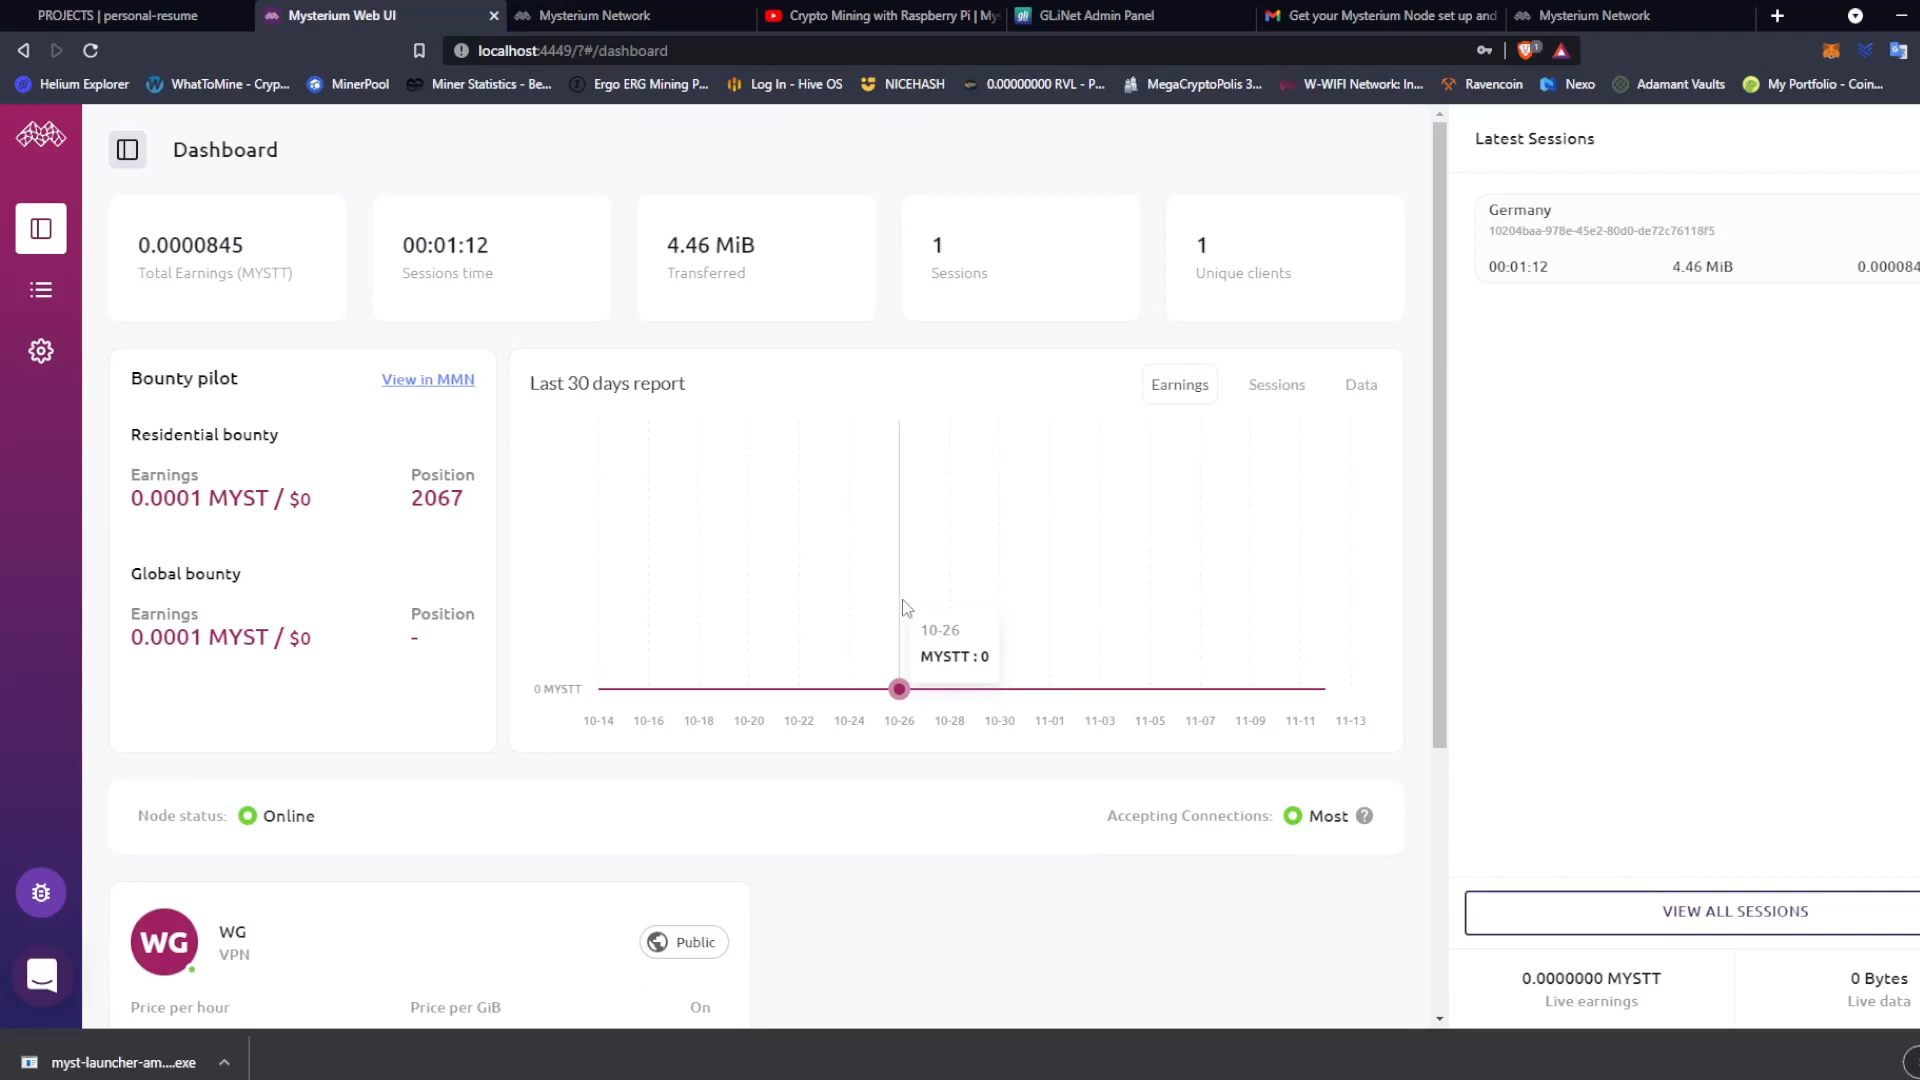 PROJECTS | personal-resume
Mysterium Web UI
Mysterium Network
Crypto Mining with Raspberry Pi | My
GL.iNet Admin Panel
Get your Mysterium Node set up and
Mysterium Network
localhost:4449/?#/dashboard
1
Helium Explorer
WhatToMine - Cryp...
MinerPool
Miner Statistics - Be...
Ergo ERG Mining P...
Log In - Hive OS
NICEHASH
0.00000000 RVL - P...
MegaCryptoPolis 3...
W-WIFI Network: In...
Ravencoin
Nexo
Adamant Vaults
My Portfolio - Coin...
Dashboard
0.0000845
Total Earnings (MYSTT)
00:01:12
Sessions time
4.46 MiB
Transferred
1
Sessions
1
Unique clients
Bounty pilot
View in MMN
Residential bounty
Earnings
Position
0.0001 MYST / $0
2067
Global bounty
Earnings
Position
0.0001 MYST / $0
-
Last 30 days report
Earnings
Sessions
Data
10-26
MYSTT : 0
0 MYSTT
10-14 10-16 10-18 10-20 10-22 10-24 10-26 10-28 10-30 11-01 11-03 11-05 11-07 11-09 11-11 11-13
Node status:
Online
Accepting Connections:
Most
?
WG
WG
VPN
Public
Price per hour
Price per GiB
On
Latest Sessions
Germany
10204baa-978e-45e2-80d0-de72c76118f5
00:01:12
4.46 MiB
0.000084
VIEW ALL SESSIONS
0.0000000 MYSTT
Live earnings
0 Bytes
Live data
myst-launcher-am....exe